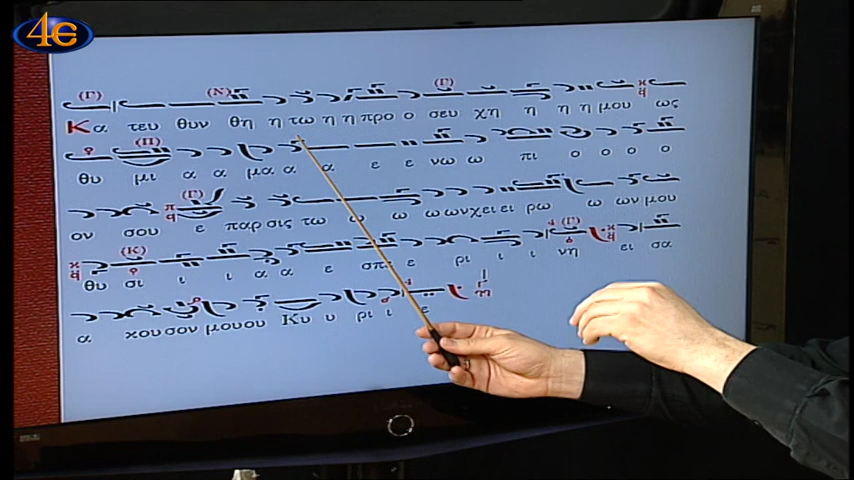 4E
(Γ) (Ν) (Γ)
Κα τευ θυν θη η τω η η προ ο σευ χη η η η μου ως
(Π)
θυ μι α α μα α α ε ε νω ω πι ο ο ο ο
(Γ)
ον σου ε παρ σις τω ω ω ω ων χει ει ρω ω ων μου
(Κ) (Γ)
θυ σι ι ι α α ε σπε ε ρι ι ι νη ει σα
α κου σον μου ου Κυ υ ρι ι ε